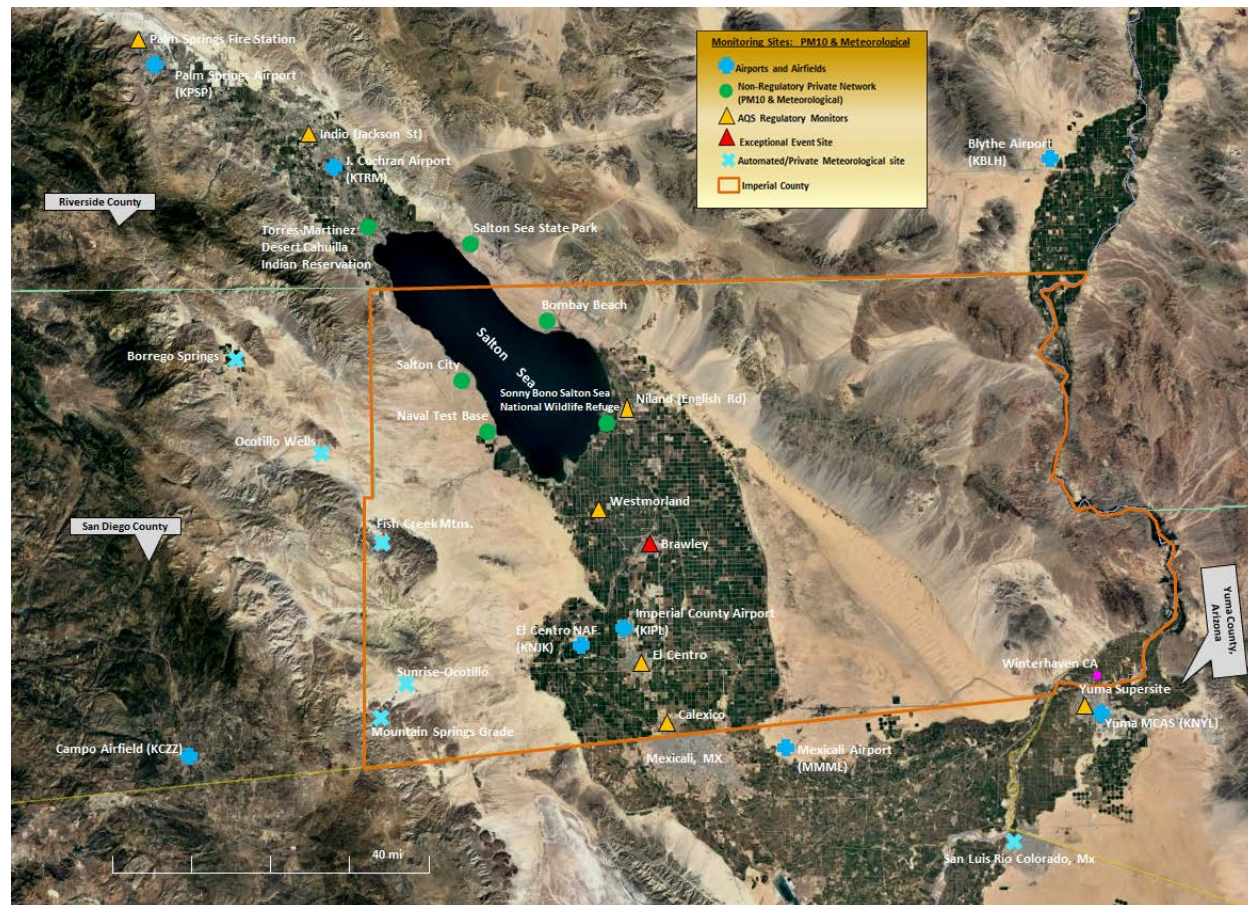 Palm Springs Fire Station
Palm Springs Airport
(KPSP)
Indio (Jackson St)
J. Cochran Airport
(KTRM)
Riverside County
Torres-Martinez
Desert Cahuilla
Indian Reservation
Salton Sea State Park
Monitoring Sites: PM10 & Meteorological
Airports and Airfields
Non-Regulatory Private Network
(PM10 & Meteorological)
AQS Regulatory Monitors
Exceptional Event Site
Automated/Private Meteorological site
Imperial County
Blythe Airport
(KBLH)
Bombay Beach
Salton Sea
Borrego Springs
Salton City
Sonny Bono Salton Sea
National Wildlife Refuge
Niland (English Rd)
Naval Test Base
Ocotillo Wells
Westmorland
San Diego County
Fish Creek Mtns.
Brawley
Imperial County Airport
(KIPL)
El Centro NAF
(KNJK)
El Centro
Yuma County,
Arizona
Winterhaven CA
Sunrise-Ocotillo
Yuma Supersite
Yuma MCAS (KNYL)
Calexico
Mountain Springs Grade
Campo Airfield (KCZZ)
Mexicali, MX
Mexicali Airport
(MMML)
40 mi
San Luis Rio Colorado, Mx